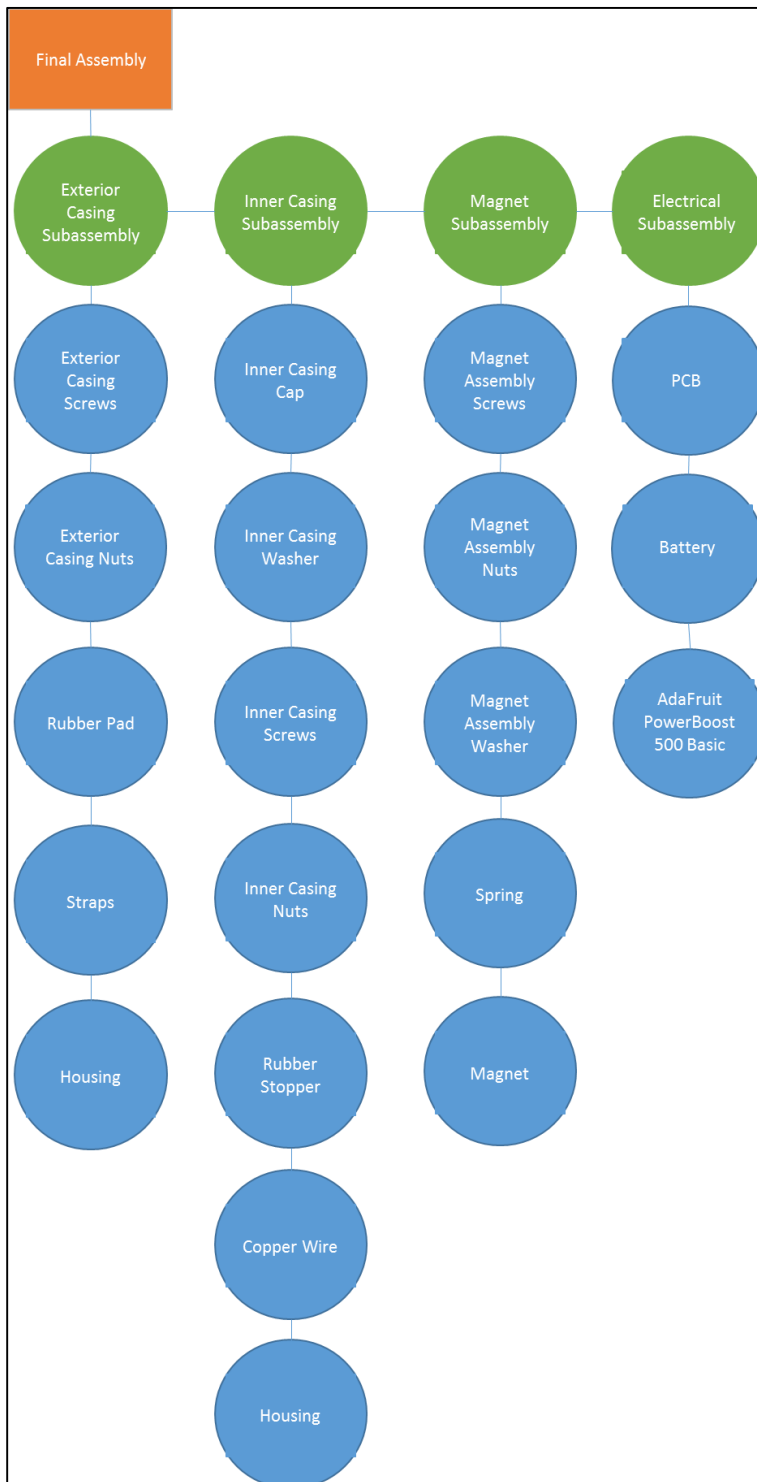 Final Assembly
Exterior
Casing
Subassembly
Inner Casing
Subassembly
Magnet
Subassembly
Electrical
Subassembly
Exterior
Casing
Screws
Inner Casing
Cap
Magnet
Assembly
Screws
PCB
Exterior
Casing Nuts
Inner Casing
Washer
Magnet
Assembly
Nuts
Battery
Rubber Pad
Inner Casing
Screws
Magnet
Assembly
Washer
AdaFruit
PowerBoost
500 Basic
Straps
Inner Casing
Nuts
Spring
Housing
Rubber
Stopper
Magnet
Copper Wire
Housing